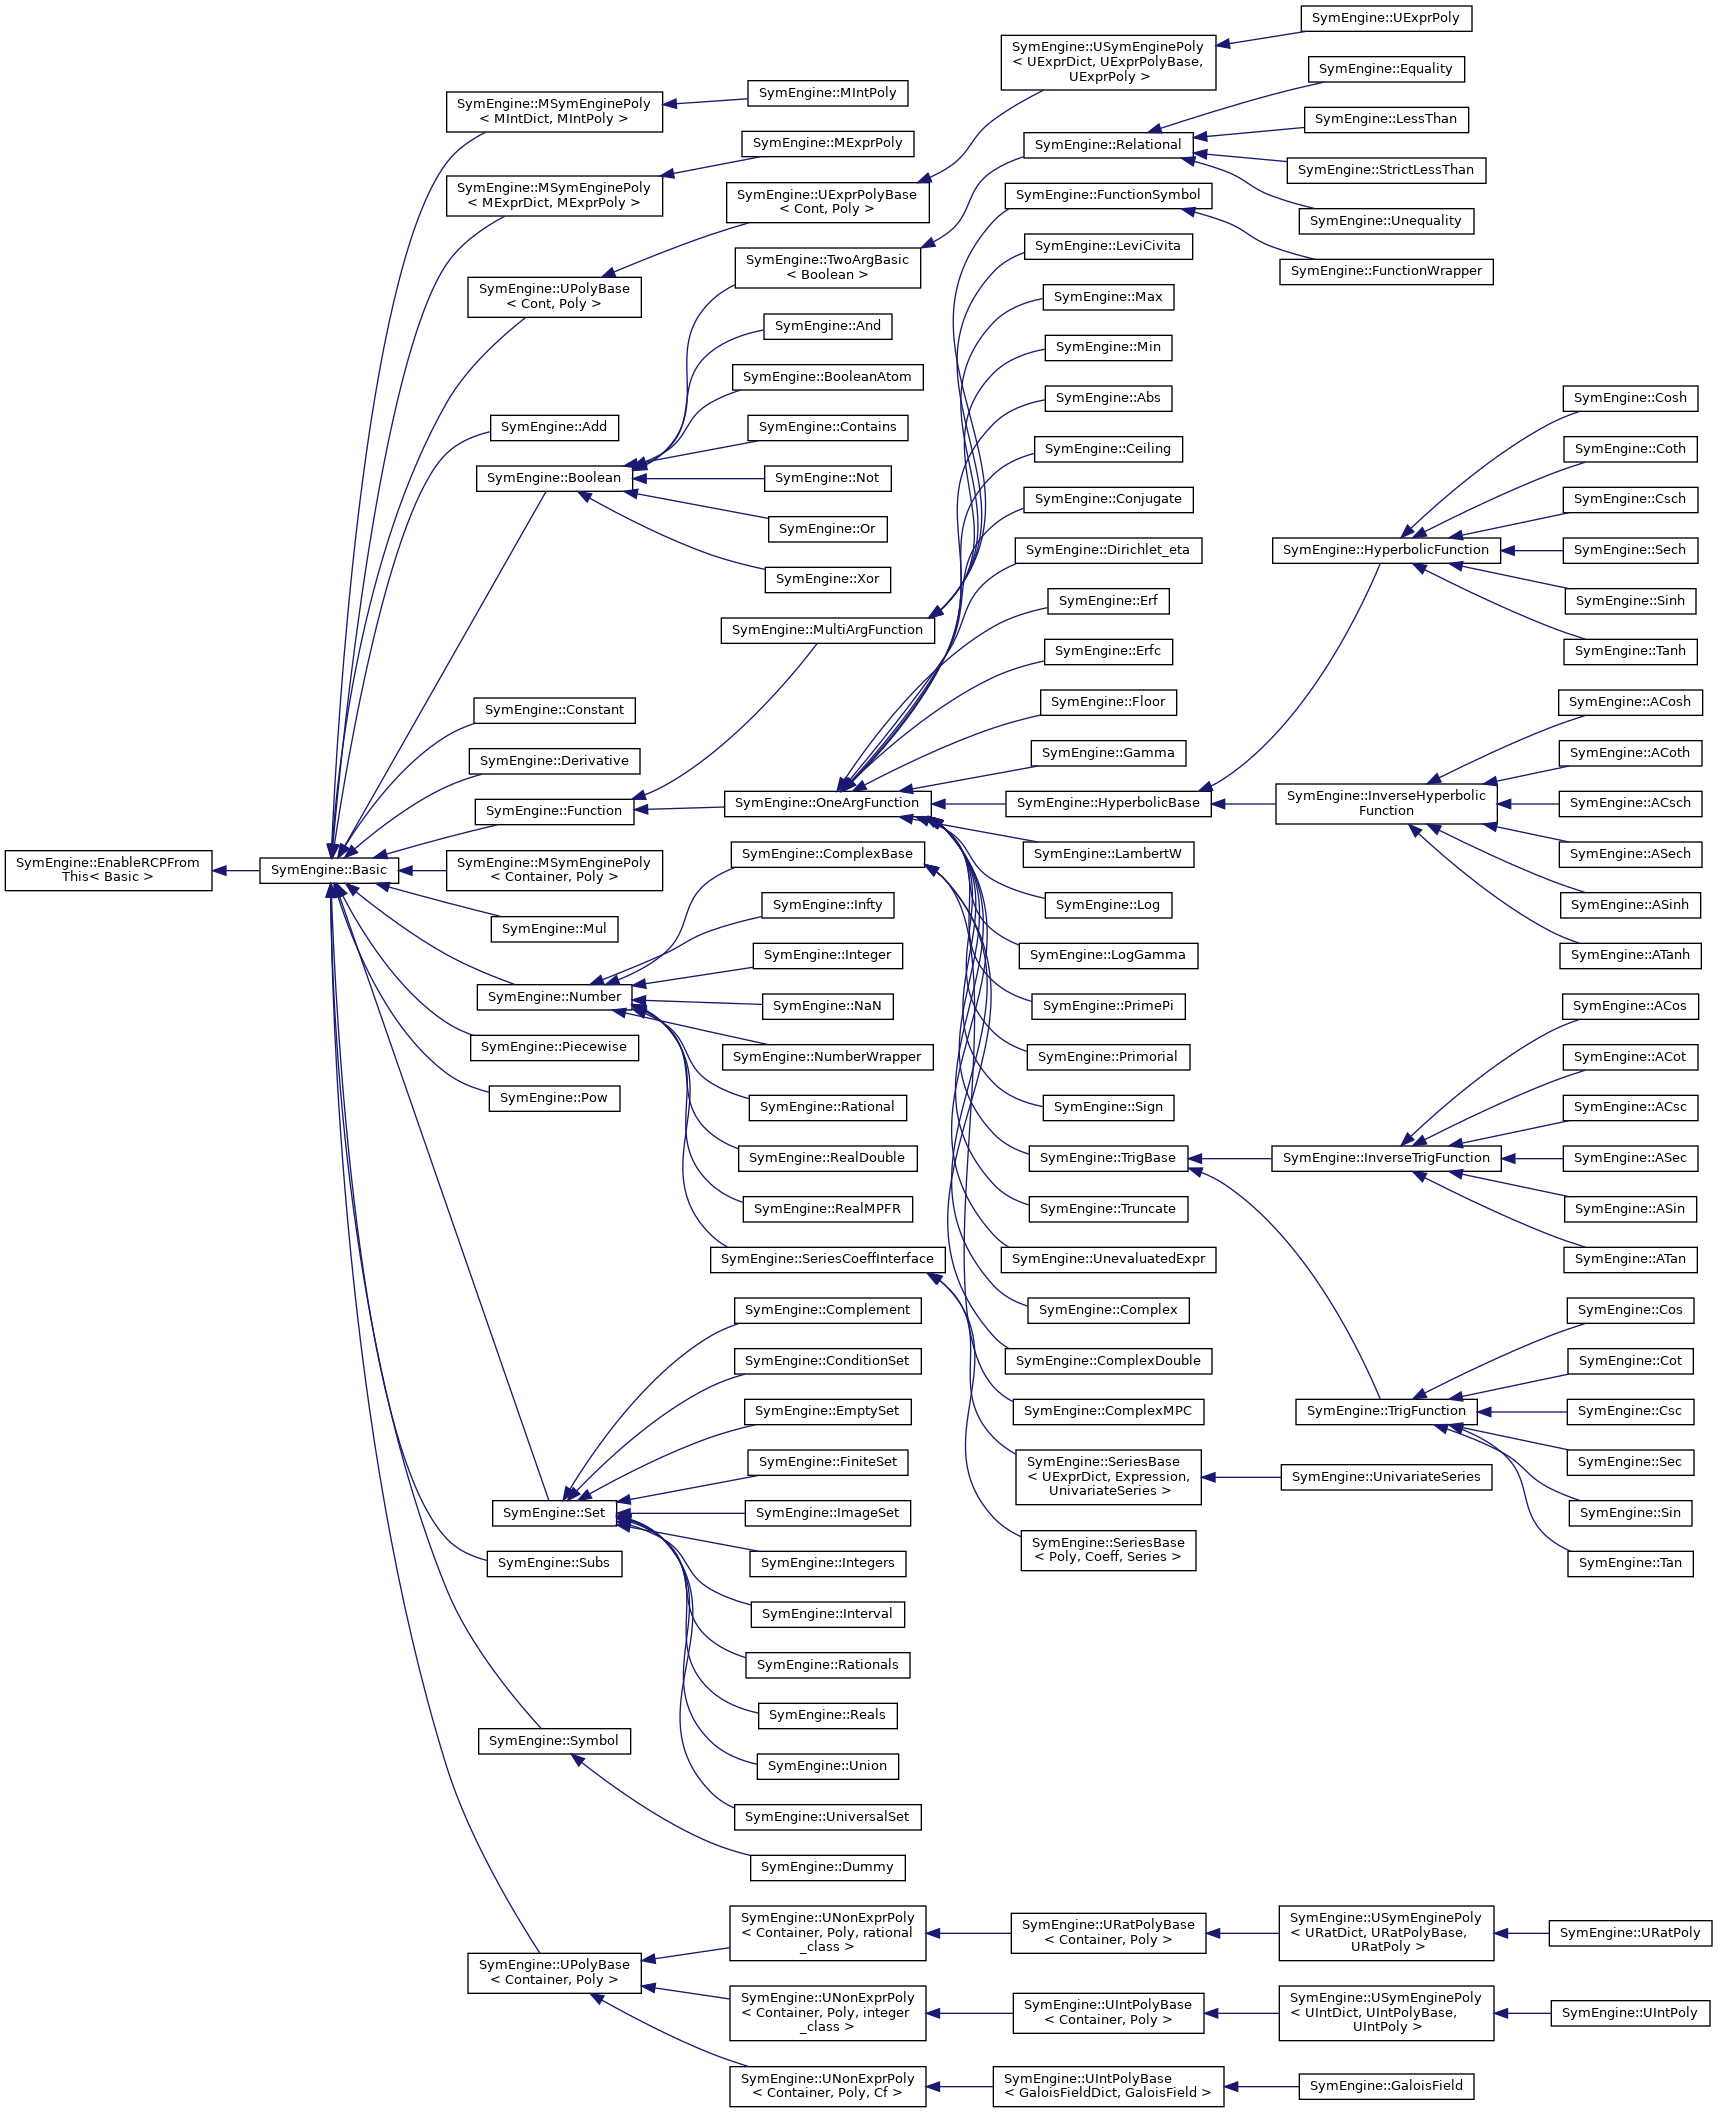 SymEngine::EnableRCPFrom
This< Basic >
SymEngine::Basic
SymEngine::MSymEnginePoly
< MIntDict, MIntPoly >
SymEngine::MSymEnginePoly
< MExprDict, MExprPoly >
SymEngine::UPolyBase
< Cont, Poly >
SymEngine::Add
SymEngine::Boolean
SymEngine::Constant
SymEngine::Derivative
SymEngine::Function
SymEngine::MSymEnginePoly
< Container, Poly >
SymEngine::Mul
SymEngine::Number
SymEngine::Piecewise
SymEngine::Pow
SymEngine::Set
SymEngine::Subs
SymEngine::Symbol
SymEngine::UPolyBase
< Container, Poly >
SymEngine::MIntPoly
SymEngine::MExprPoly
SymEngine::UExprPolyBase
< Cont, Poly >
SymEngine::TwoArgBasic
< Boolean >
SymEngine::And
SymEngine::BooleanAtom
SymEngine::Contains
SymEngine::Not
SymEngine::Or
SymEngine::Xor
SymEngine::MultiArgFunction
SymEngine::OneArgFunction
SymEngine::ComplexBase
SymEngine::Infty
SymEngine::Integer
SymEngine::NaN
SymEngine::NumberWrapper
SymEngine::Rational
SymEngine::RealDouble
SymEngine::RealMPFR
SymEngine::SeriesCoeffInterface
SymEngine::Complement
SymEngine::ConditionSet
SymEngine::EmptySet
SymEngine::FiniteSet
SymEngine::ImageSet
SymEngine::Integers
SymEngine::Interval
SymEngine::Rationals
SymEngine::Reals
SymEngine::Union
SymEngine::UniversalSet
SymEngine::Dummy
SymEngine::UNonExprPoly
< Container, Poly, rational
_class >
SymEngine::UNonExprPoly
< Container, Poly, integer
_class >
SymEngine::UNonExprPoly
< Container, Poly, Cf >
SymEngine::USymEnginePoly
< UExprDict, UExprPolyBase,
UExprPoly >
SymEngine::Relational
SymEngine::FunctionSymbol
SymEngine::LeviCivita
SymEngine::Max
SymEngine::Min
SymEngine::Abs
SymEngine::Ceiling
SymEngine::Conjugate
SymEngine::Dirichlet_eta
SymEngine::Erf
SymEngine::Erfc
SymEngine::Floor
SymEngine::Gamma
SymEngine::HyperbolicBase
SymEngine::LambertW
SymEngine::Log
SymEngine::LogGamma
SymEngine::PrimePi
SymEngine::Primorial
SymEngine::Sign
SymEngine::TrigBase
SymEngine::Truncate
SymEngine::UnevaluatedExpr
SymEngine::Complex
SymEngine::ComplexDouble
SymEngine::ComplexMPC
SymEngine::SeriesBase
< UExprDict, Expression,
UnivariateSeries >
SymEngine::SeriesBase
< Poly, Coeff, Series >
SymEngine::URatPolyBase
< Container, Poly >
SymEngine::UIntPolyBase
< Container, Poly >
SymEngine::UIntPolyBase
< GaloisFieldDict, GaloisField >
SymEngine::UExprPoly
SymEngine::Equality
SymEngine::LessThan
SymEngine::StrictLessThan
SymEngine::Unequality
SymEngine::FunctionWrapper
SymEngine::HyperbolicFunction
SymEngine::InverseHyperbolic
Function
SymEngine::InverseTrigFunction
SymEngine::TrigFunction
SymEngine::UnivariateSeries
SymEngine::USymEnginePoly
< URatDict, URatPolyBase,
URatPoly >
SymEngine::USymEnginePoly
< UIntDict, UIntPolyBase,
UIntPoly >
SymEngine::GaloisField
SymEngine::Cosh
SymEngine::Coth
SymEngine::Csch
SymEngine::Sech
SymEngine::Sinh
SymEngine::Tanh
SymEngine::ACosh
SymEngine::ACoth
SymEngine::ACsch
SymEngine::ASech
SymEngine::ASinh
SymEngine::ATanh
SymEngine::ACos
SymEngine::ACot
SymEngine::ACsc
SymEngine::ASec
SymEngine::ASin
SymEngine::ATan
SymEngine::Cos
SymEngine::Cot
SymEngine::Csc
SymEngine::Sec
SymEngine::Sin
SymEngine::Tan
SymEngine::URatPoly
SymEngine::UIntPoly